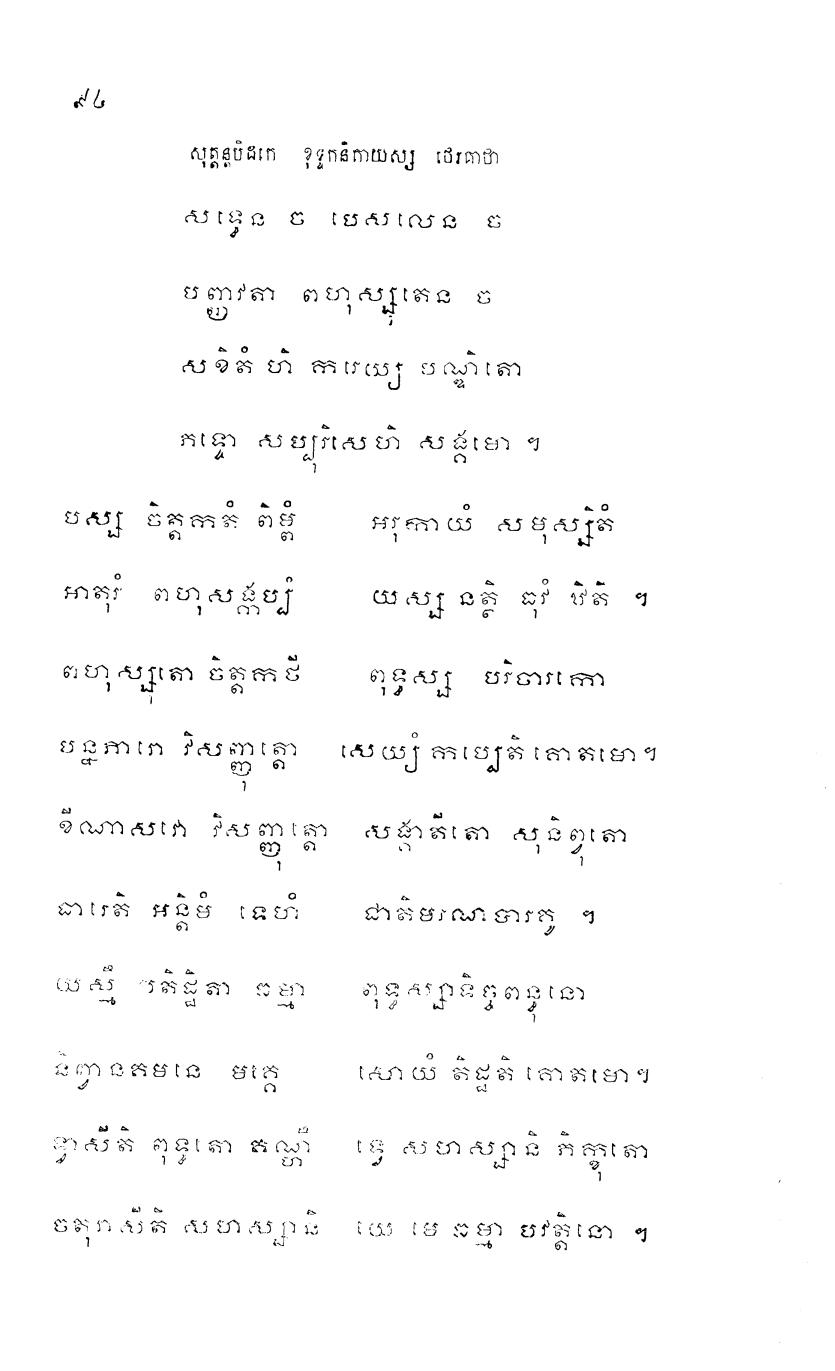 ៩៤
សុត្តន្តបិដកេ ខុទ្ទកនិកាយស្ស ថេរគាថា
សទ្ធេន ច បេសលេន ច
បញ្ញាវតា ពហុស្សុតេន ច
សខិតំ ហិ ករេយ្យ បណ្ឌិតោ
ភទ្ទោ សប្បុរិសេហិ សង្គមោ ។
បស្ស ចិត្តកតំ ពិម្ពំ អរុកាយំ សមុស្សិតំ
អាតុរំ ពហុសង្កប្បំ យស្ស នត្ថិ ធុវំ ឋិតិ ។
ពហុស្សុតោ ចិត្តកថី ពុទ្ធស្ស បរិចារកោ
បន្នភារោ វិសញ្ញុត្តោ សេយ្យំ កប្បេតិ គោតមោ។
ខីណាសវោ វិសញ្ញុត្តោ សង្គាតីតោ សុនិព្វុតោ
ធារេតិ អន្តិមំ ទេហំ ជាតិមរណបារគូ ។
យស្មឹ បតិដ្ឋិតា ធម្មា ពុទ្ធស្សាទិច្ចពន្ធុនោ
និព្វានគមនេ មគ្គេ សោយំ តិដ្ឋតិ គោតមោ។
ទ្វាសីតិ ពុទ្ធតោ គណ្ហឹ ទ្វេ សហស្សានិ ភិក្ខុតោ
ចតុរាសីតិ សហស្សានិ យេ មេ ធម្មា បវត្តិនោ ។